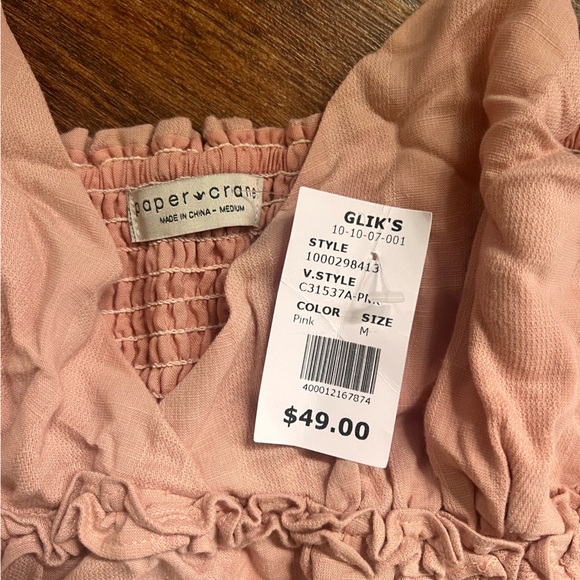 paper crane
MADE IN CHINA - MEDIUM
GLIK'S
10-10-07-001
STYLE
1000298413
V.STYLE
C31537A-PNK
COLOR SIZE
Pink M
400012167874
$49.00